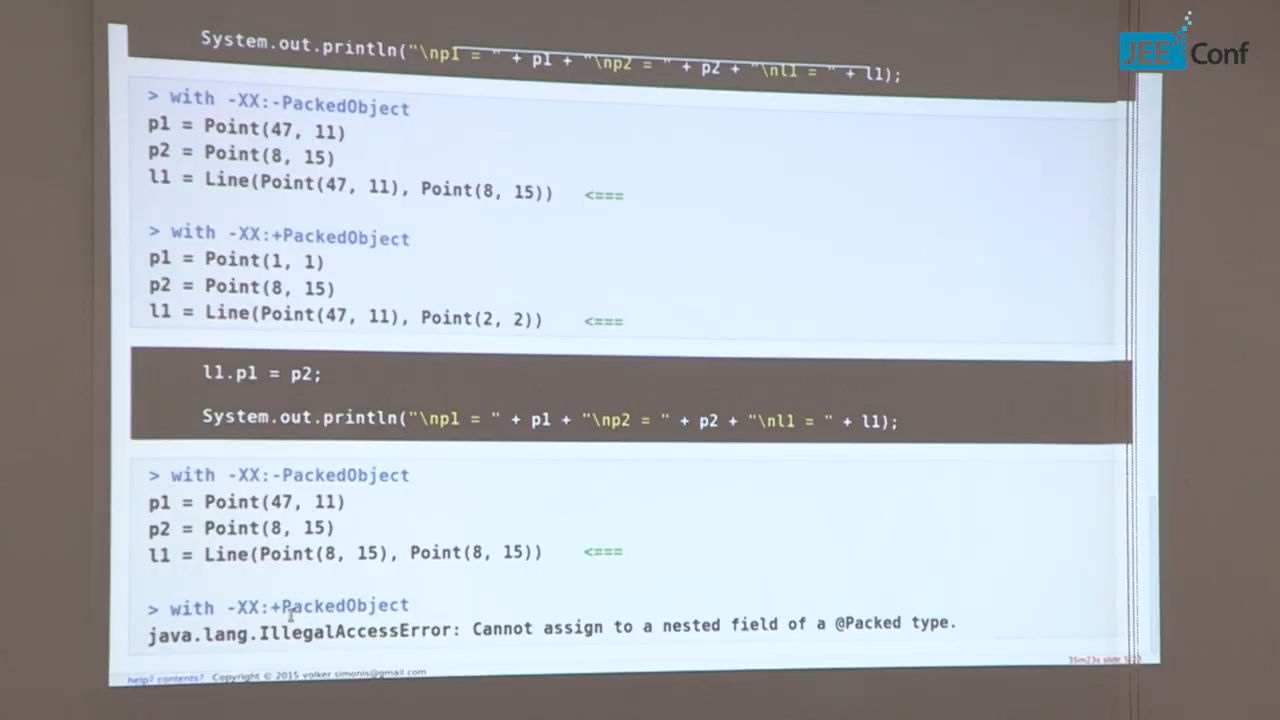 System.out.println("\np1 = " + p1 + "\np2 = " + p2 + "\nl1 = " + l1);
JEEConf
> with -XX:-PackedObject
p1 = Point(47, 11)
p2 = Point(8, 15)
l1 = Line(Point(47, 11), Point(8, 15)) <===
> with -XX:+PackedObject
p1 = Point(1, 1)
p2 = Point(8, 15)
l1 = Line(Point(47, 11), Point(2, 2)) <===
l1.p1 = p2;
System.out.println("\np1 = " + p1 + "\np2 = " + p2 + "\nl1 = " + l1);
> with -XX:-PackedObject
p1 = Point(47, 11)
p2 = Point(8, 15)
l1 = Line(Point(8, 15), Point(8, 15)) <===
> with -XX:+PackedObject
java.lang.IllegalAccessError: Cannot assign to a nested field of a @Packed type.
help? contents? Copyright © 2015 volker.simonis@gmail.com
35m23s slide